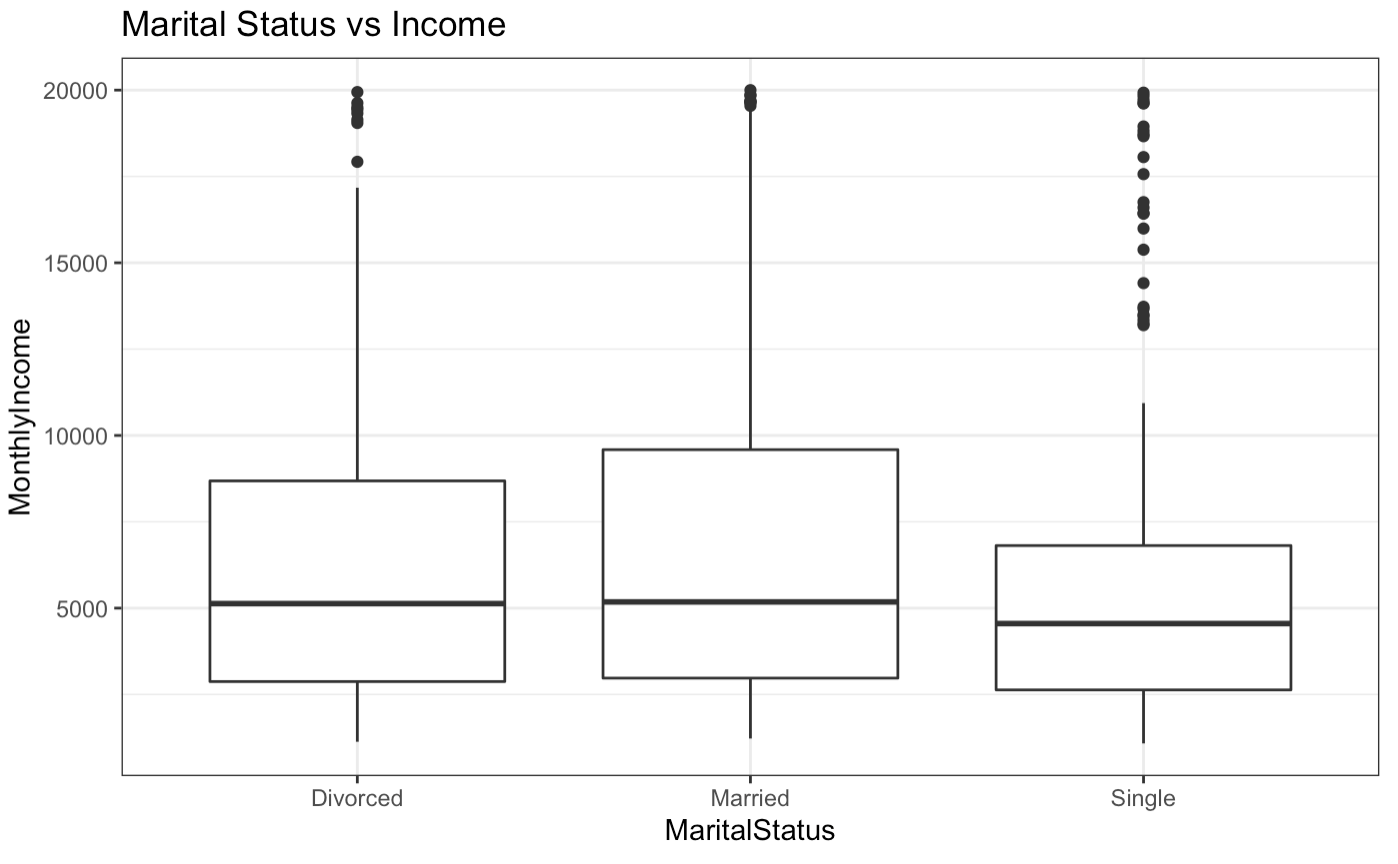 Marital Status vs Income
20000
15000
10000
5000
MonthlyIncome
Divorced Married Single
MaritalStatus